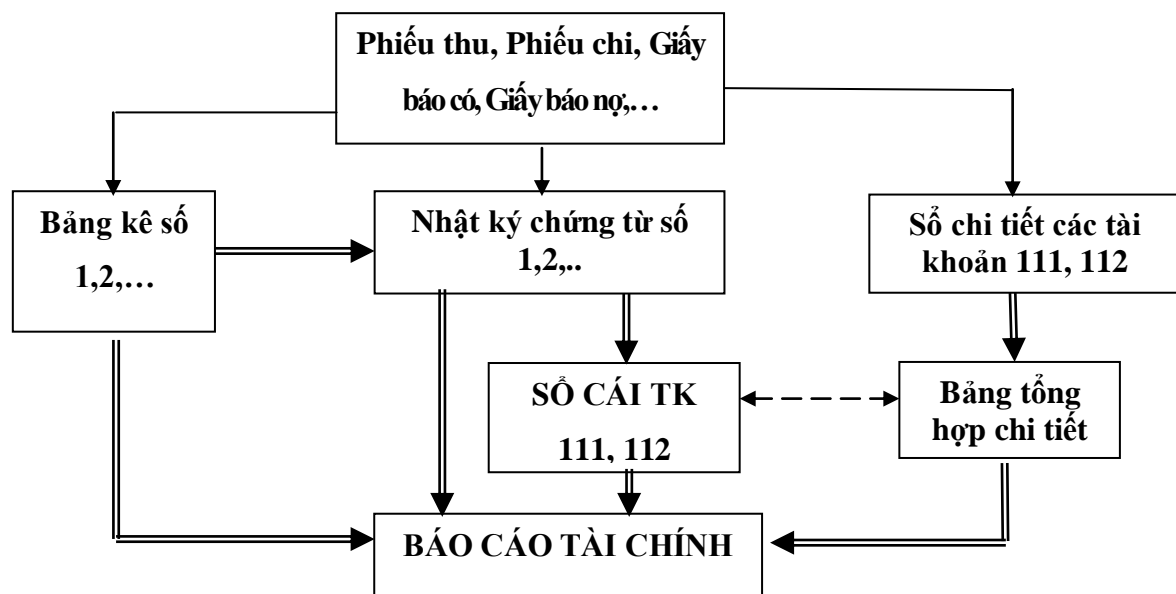 Phiếu thu, Phiếu chi, Giấy
báo có, Giấy báo nợ,…
Bảng kê số
1,2,…
Nhật ký chứng từ số
1,2,..
Sổ chi tiết các tài
khoản 111, 112
SỔ CÁI TK
111, 112
Bảng tổng
hợp chi tiết
BÁO CÁO TÀI CHÍNH